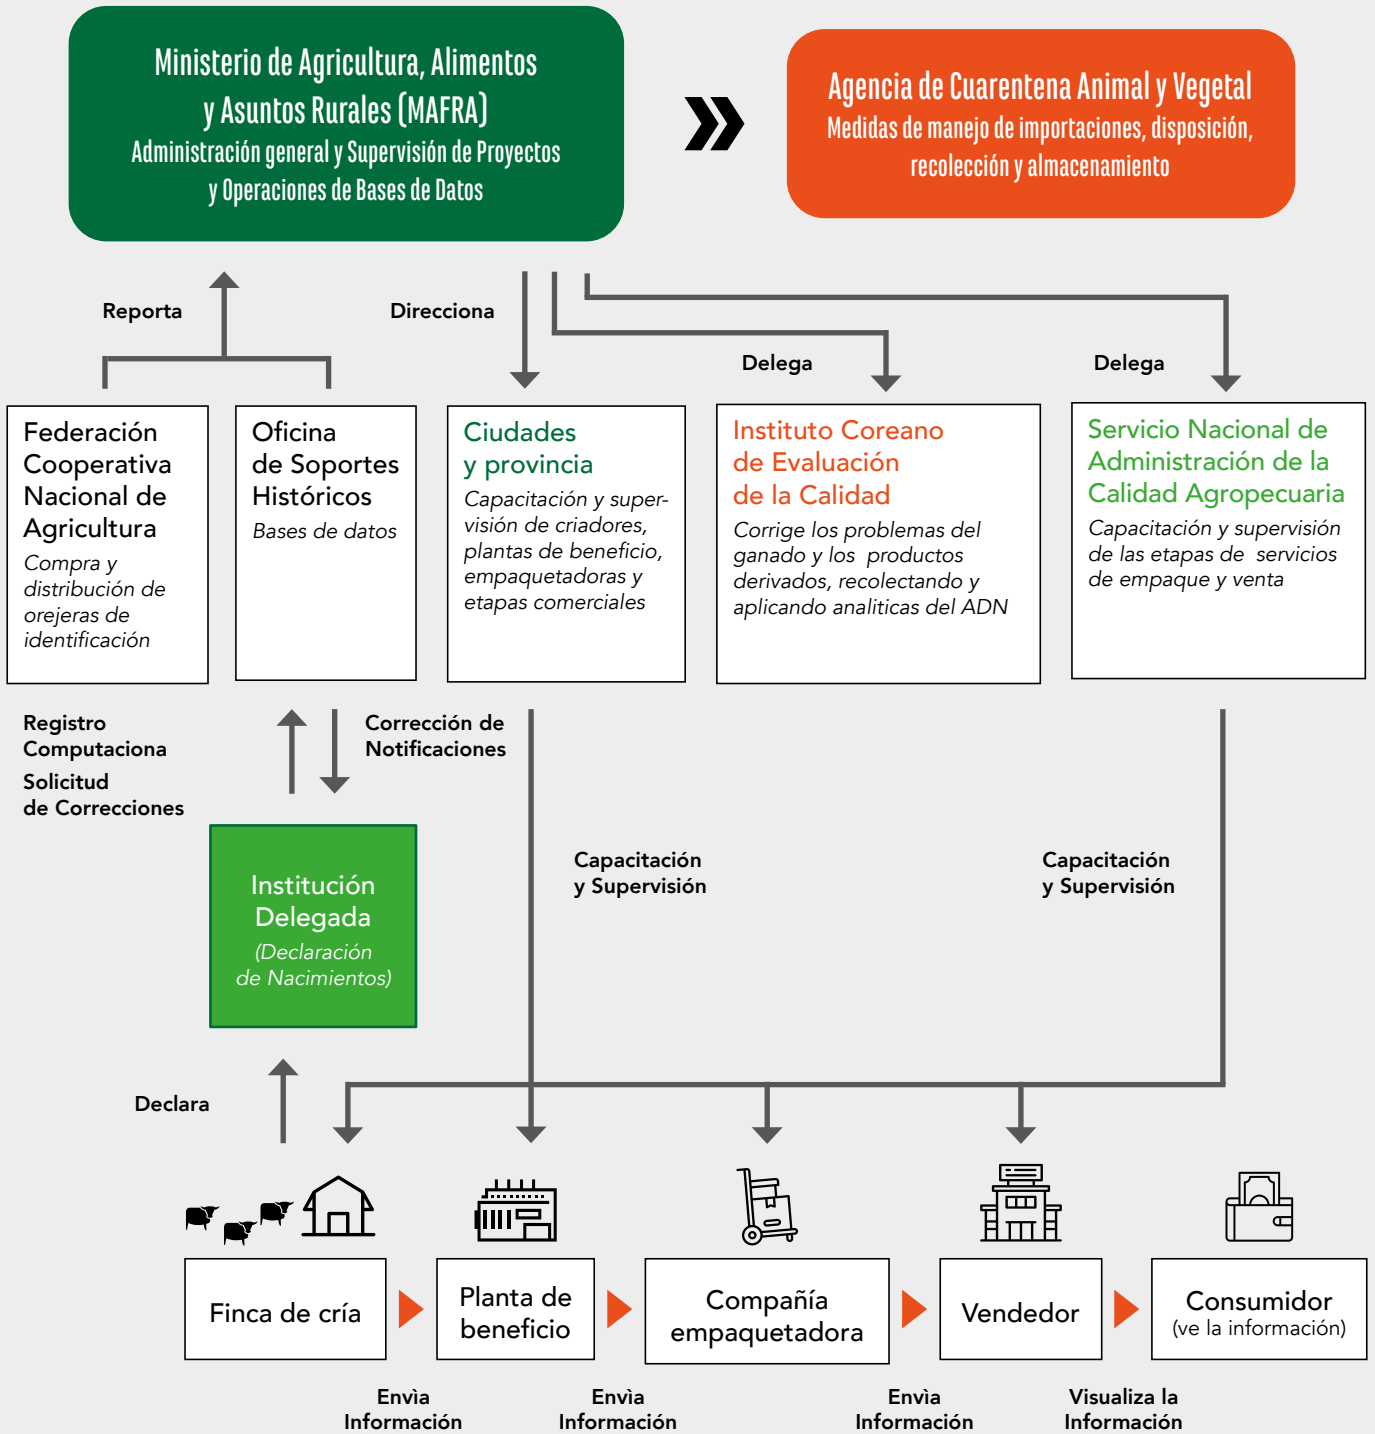 Ministerio de Agricultura, Alimentos
y Asuntos Rurales (MAFRA)
Administración general y Supervisión de Proyectos
y Operaciones de Bases de Datos
Agencia de Cuarentena Animal y Vegetal
Medidas de manejo de importaciones, disposición,
recolección y almacenamiento
Reporta
Direcciona
Delega
Delega
Federación
Cooperativa
Nacional de
Agricultura
Compra y
distribución de
orejeras de
identificación
Oficina
de Soportes
Históricos
Bases de datos
Ciudades
y provincia
Capacitación y super-
visión de criadores,
plantas de beneficio,
empaquetadoras y
etapas comerciales
Instituto Coreano
de Evaluación
de la Calidad
Corrige los problemas del
ganado y los productos
derivados, recolectando y
aplicando analiticas del ADN
Servicio Nacional de
Administración de la
Calidad Agropecuaria
Capacitación y supervisión
de las etapas de servicios
de empaque y venta
Registro
Computaciona
Solicitud
de Correcciones
Corrección de
Notificaciones
Institución
Delegada
(Declaración
de Nacimientos)
Capacitación
y Supervisión
Capacitación
y Supervisión
Declara
Finca de cría
Planta de
beneficio
Compañía
empaquetadora
Vendedor
Consumidor
(ve la información)
Envìa
Información
Envìa
Información
Envìa
Información
Visualiza la
Información